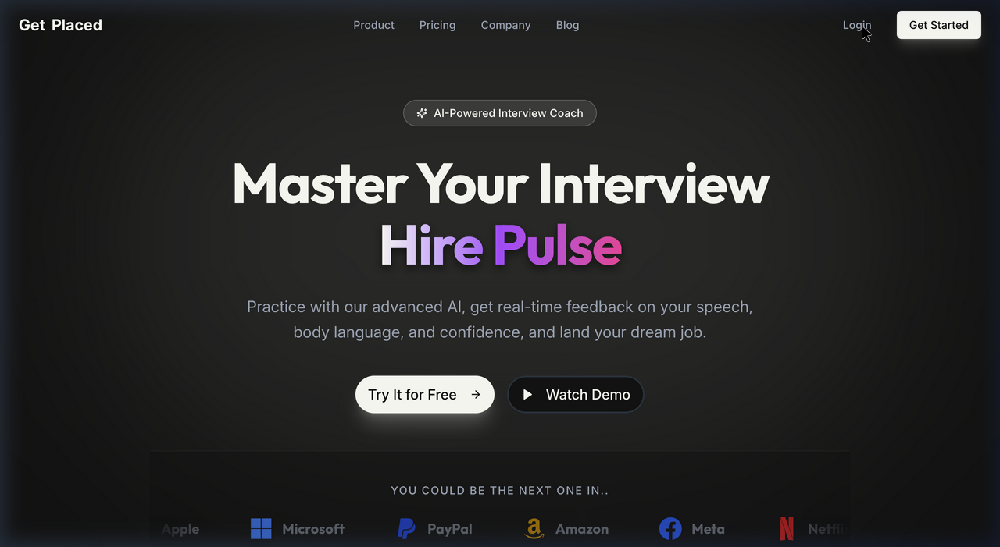 Get Placed
Product Pricing Company Blog
Login
Get Started
AI-Powered Interview Coach
Master Your Interview
Hire Pulse
Practice with our advanced AI, get real-time feedback on your speech,
body language, and confidence, and land your dream job.
Try It for Free
Watch Demo
YOU COULD BE THE NEXT ONE IN..
Apple Microsoft PayPal Amazon Meta